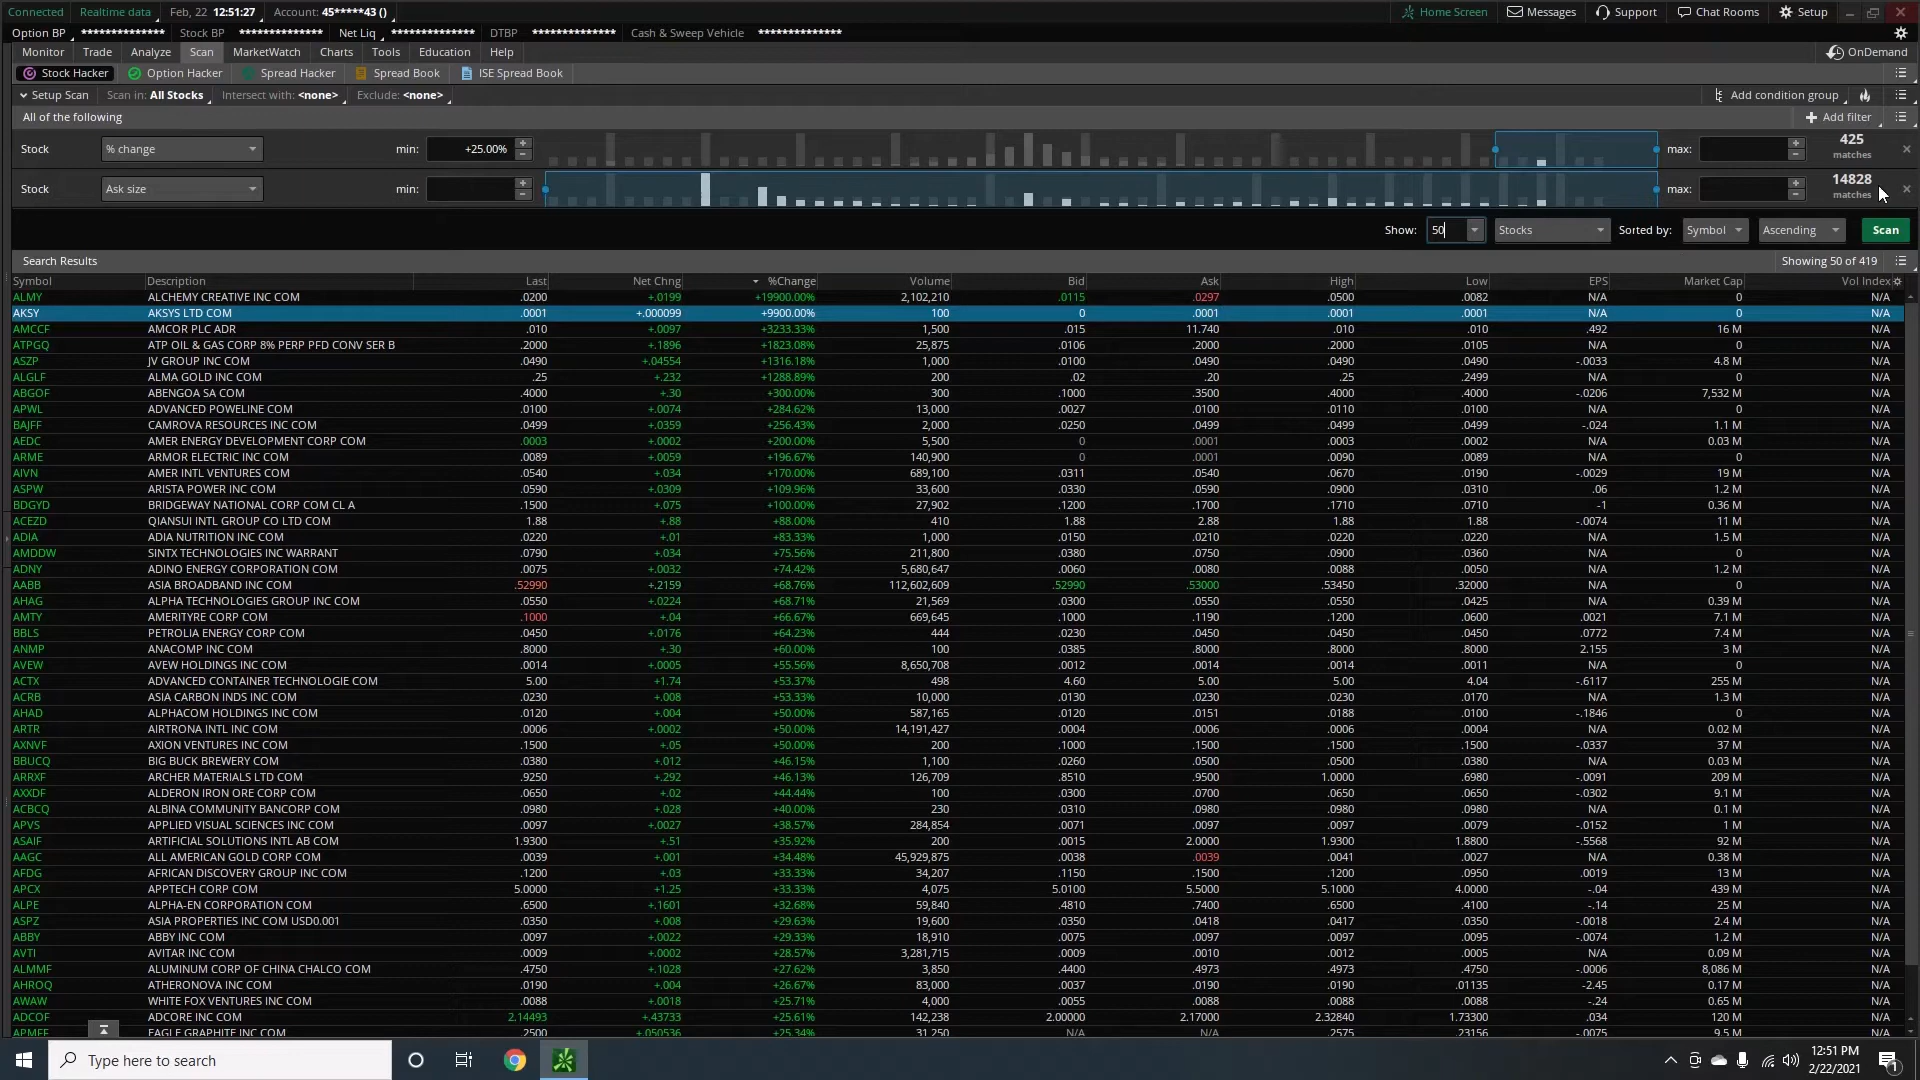 Connected Realtime data Feb, 22 12:51:27 Account: 45*****43 () Home Screen Messages Support Chat Rooms Setup
Option BP ************** Stock BP ************** Net Liq ************** DTBP ************** Cash & Sweep Vehicle **************
Monitor Trade Analyze Scan MarketWatch Charts Tools Education Help OnDemand
Stock Hacker Option Hacker Spread Hacker Spread Book ISE Spread Book
Setup Scan Scan in: All Stocks Intersect with: <none> Exclude: <none> Add condition group
All of the following Add filter
Stock % change min: +25.00% max: 425 matches
Stock Ask size min: max: 14828 matches
Show: 50 Stocks Sorted by: Symbol Ascending Scan
Search Results Showing 50 of 419
Symbol Description Last Net Chng %Change Volume Bid Ask High Low EPS Market Cap Vol Index
ALMY ALCHEMY CREATIVE INC COM .0200 +.0199 +19900.00% 2,102,210 .0115 .0297 .0500 .0082 N/A 0 N/A
AKSY AKSYS LTD COM .0001 +.000099 +9900.00% 100 0 .0001 .0001 .0001 N/A 0 N/A
AMCCF AMCOR PLC ADR .010 +.0097 +3233.33% 1,500 .015 11.740 .010 .010 .492 16 M N/A
ATPGQ ATP OIL & GAS CORP 8% PERP PFD CONV SER B .2000 +.1896 +1823.08% 25,875 .0106 .2000 .2000 .0105 N/A 0 N/A
ASZP JV GROUP INC COM .0490 +.04554 +1316.18% 1,000 .0100 .0490 .0490 .0490 -.0033 4.8 M N/A
ALGLF ALMA GOLD INC COM .25 +.232 +1288.89% 200 .02 .20 .25 .2499 N/A 0 N/A
ABGOF ABENGOA SA COM .4000 +.30 +300.00% 300 .1000 .3500 .4000 .4000 -.0206 7,532 M N/A
APWL ADVANCED POWELINE COM .0100 +.0074 +284.62% 13,000 .0027 .0100 .0110 .0100 N/A 0 N/A
BAJFF CAMROVA RESOURCES INC COM .0499 +.0359 +256.43% 2,000 .0250 .0499 .0499 .0499 -.024 1.1 M N/A
AEDC AMER ENERGY DEVELOPMENT CORP COM .0003 +.0002 +200.00% 5,500 0 .0001 .0003 .0002 N/A 0.03 M N/A
ARME ARMOR ELECTRIC INC COM .0089 +.0059 +196.67% 140,900 0 .0001 .0090 .0089 N/A 0 N/A
AIVN AMER INTL VENTURES COM .0540 +.034 +170.00% 689,100 .0311 .0540 .0670 .0190 -.0029 19 M N/A
ASPW ARISTA POWER INC COM .0590 +.0309 +109.96% 33,600 .0330 .0590 .0900 .0310 .06 1.2 M N/A
BDGYD BRIDGEWAY NATIONAL CORP COM CL A .1500 +.075 +100.00% 27,902 .1200 .1700 .1710 .0710 -1 0.36 M N/A
ACEZD QIANSUI INTL GROUP CO LTD COM 1.88 +.88 +88.00% 410 1.88 2.88 1.88 1.88 -.0074 11 M N/A
ADIA ADIA NUTRITION INC COM .0220 +.01 +83.33% 1,000 .0150 .0210 .0220 .0220 N/A 1.5 M N/A
AMDDW SINTX TECHNOLOGIES INC WARRANT .0790 +.034 +75.56% 211,800 .0380 .0750 .0900 .0360 N/A 0 N/A
ADNY ADINO ENERGY CORPORATION COM .0075 +.0032 +74.42% 5,680,647 .0060 .0080 .0088 .0050 N/A 1.2 M N/A
AABB ASIA BROADBAND INC COM .52990 +.2159 +68.76% 112,602,609 .52990 .53000 .53450 .32000 N/A 0 N/A
AHAG ALPHA TECHNOLOGIES GROUP INC COM .0550 +.0224 +68.71% 21,569 .0300 .0550 .0550 .0425 N/A 0.39 M N/A
AMTY AMERITYRE CORP COM .1000 +.04 +66.67% 669,645 .1000 .1190 .1200 .0600 .0021 7.1 M N/A
BBLS PETROLIA ENERGY CORP COM .0450 +.0176 +64.23% 444 .0230 .0450 .0450 .0450 .0772 7.4 M N/A
ANMP ANACOMP INC COM .8000 +.30 +60.00% 100 .0385 .8000 .8000 .8000 2.155 3 M N/A
AVEW AVEW HOLDINGS INC COM .0014 +.0005 +55.56% 8,650,708 .0012 .0014 .0014 .0011 N/A 0 N/A
ACTX ADVANCED CONTAINER TECHNOLOGIE COM 5.00 +1.74 +53.37% 498 4.60 5.00 5.00 4.04 -.6117 255 M N/A
ACRB ASIA CARBON INDS INC COM .0230 +.008 +53.33% 10,000 .0130 .0230 .0230 .0170 N/A 1.3 M N/A
AHAD ALPHACOM HOLDINGS INC COM .0120 +.004 +50.00% 587,165 .0120 .0151 .0188 .0100 -.1846 0 N/A
ARTR AIRTRONA INTL INC COM .0006 +.0002 +50.00% 14,191,427 .0004 .0006 .0006 .0004 N/A 0.02 M N/A
AXNVF AXION VENTURES INC COM .1500 +.05 +50.00% 200 .1000 .1500 .1500 .1500 -.0337 37 M N/A
BBUCQ BIG BUCK BREWERY COM .0380 +.012 +46.15% 1,100 .0260 .0500 .0500 .0380 N/A 0.03 M N/A
ARRXF ARCHER MATERIALS LTD COM .9250 +.292 +46.13% 126,709 .8510 .9500 1.0000 .6980 -.0091 209 M N/A
AXXDF ALDERON IRON ORE CORP COM .0650 +.02 +44.44% 100 .0300 .0700 .0650 .0650 -.0302 9.1 M N/A
ACBCQ ALBINA COMMUNITY BANCORP COM .0980 +.028 +40.00% 230 .0310 .0980 .0980 .0980 N/A 0.1 M N/A
APVS APPLIED VISUAL SCIENCES INC COM .0097 +.0027 +38.57% 284,854 .0071 .0097 .0097 .0079 -.0152 1 M N/A
ASAIF ARTIFICIAL SOLUTIONS INTL AB COM 1.9300 +.51 +35.92% 200 .0015 2.0000 1.9300 1.8800 -.5568 92 M N/A
AAGC ALL AMERICAN GOLD CORP COM .0039 +.001 +34.48% 45,929,875 .0038 .0039 .0041 .0027 N/A 0.38 M N/A
AFDG AFRICAN DISCOVERY GROUP INC COM .1200 +.03 +33.33% 34,207 .1150 .1500 .1200 .0950 .0019 13 M N/A
APCX APPTECH CORP COM 5.0000 +1.25 +33.33% 4,075 5.0100 5.5000 5.1000 4.0000 -.04 439 M N/A
ALPE ALPHA-EN CORPORATION COM .6500 +.1601 +32.68% 59,840 .4810 .7400 .6500 .4100 -.14 25 M N/A
ASPZ ASIA PROPERTIES INC COM USD0.001 .0350 +.008 +29.63% 19,600 .0350 .0418 .0417 .0350 -.0018 2.4 M N/A
ABBY ABBY INC COM .0097 +.0022 +29.33% 18,910 .0075 .0097 .0097 .0095 -.0074 1.2 M N/A
AVTI AVITAR INC COM .0009 +.0002 +28.57% 3,281,715 .0009 .0010 .0012 .0005 N/A 0.09 M N/A
ALMMF ALUMINUM CORP OF CHINA CHALCO COM .4750 +.1028 +27.62% 3,850 .4400 .4973 .4973 .4750 -.0006 8,086 M N/A
AHROQ ATHERONOVA INC COM .0190 +.004 +26.67% 83,000 .0037 .0190 .0190 .01135 -2.45 0.17 M N/A
AWAW WHITE FOX VENTURES INC COM .0088 +.0018 +25.71% 4,000 .0055 .0088 .0088 .0088 -.24 0.65 M N/A
ADCOF ADCORE INC COM 2.14493 +.43733 +25.61% 142,238 2.00000 2.17000 2.32840 1.73300 .034 120 M N/A
APMFF EAGLE GRAPHITE INC COM .2500 +.050536 +25.34% 31,250 N/A N/A .2575 .23156 -.0075 9.5 M N/A
Type here to search 12:51 PM
2/22/2021 1